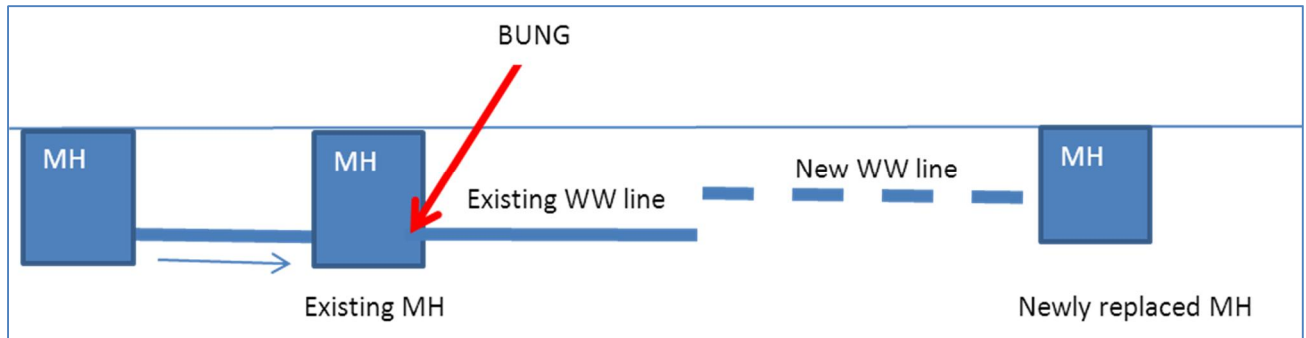 BUNG
MH
MH
Existing WW line
New WW line
MH
Existing MH
Newly replaced MH